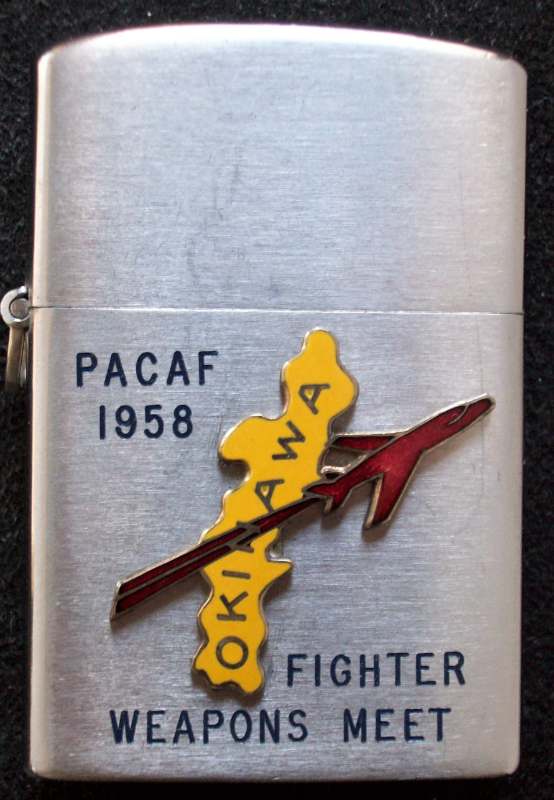 PACAF
1958
OKINAWA
FIGHTER
WEAPONS MEET